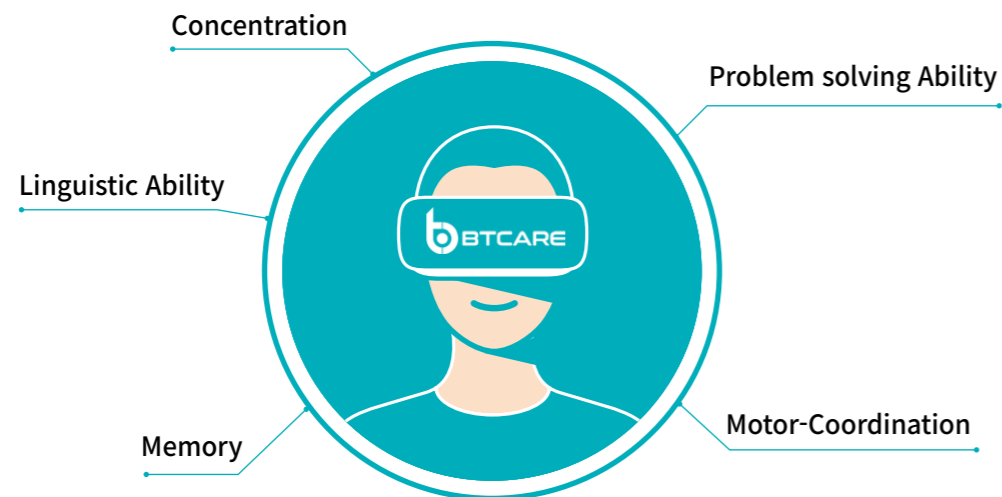 Concentration
Problem solving Ability
Linguistic Ability
BTCARE
Memory
Motor-Coordination